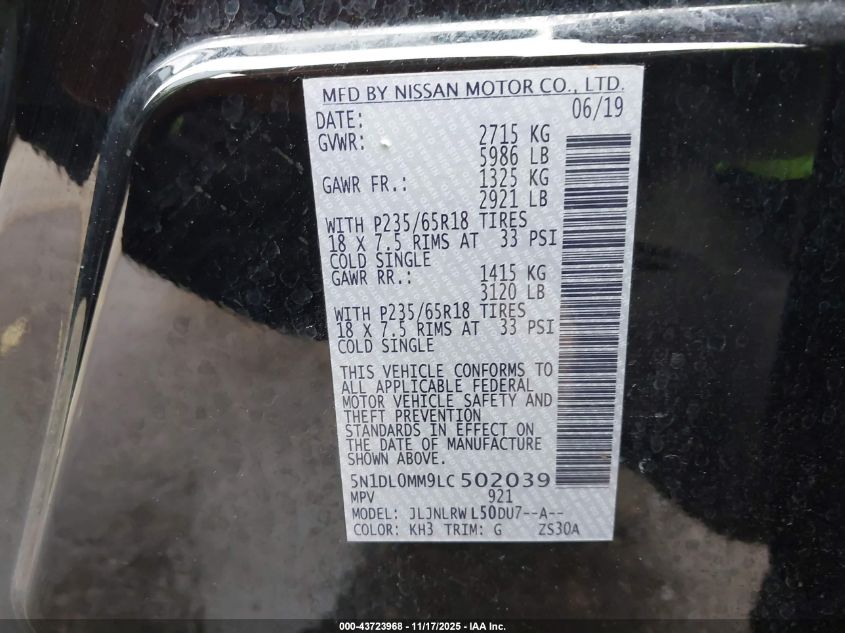 MFD BY NISSAN MOTOR CO., LTD.
DATE: 06/19
GVWR: 2715 KG
5986 LB
GAWR FR.: 1325 KG
2921 LB
WITH P235/65R18 TIRES
18 X 7.5 RIMS AT 33 PSI
COLD SINGLE
GAWR RR.: 1415 KG
3120 LB
WITH P235/65R18 TIRES
18 X 7.5 RIMS AT 33 PSI
COLD SINGLE
THIS VEHICLE CONFORMS TO
ALL APPLICABLE FEDERAL
MOTOR VEHICLE SAFETY AND
THEFT PREVENTION
STANDARDS IN EFFECT ON
THE DATE OF MANUFACTURE
SHOWN ABOVE.
5N1DL0MM9LC502039
MPV 921
MODEL: JLJNLRWL50DU7--A--
COLOR: KH3 TRIM: G ZS30A
000-43723968 - 11/17/2025 - IAA Inc.